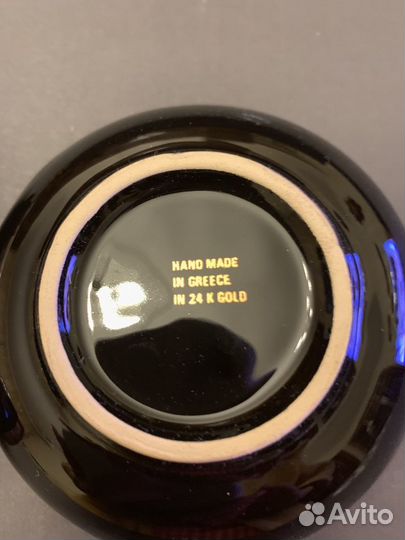 HAND MADE
IN GREECE
IN 24 K GOLD
Avito